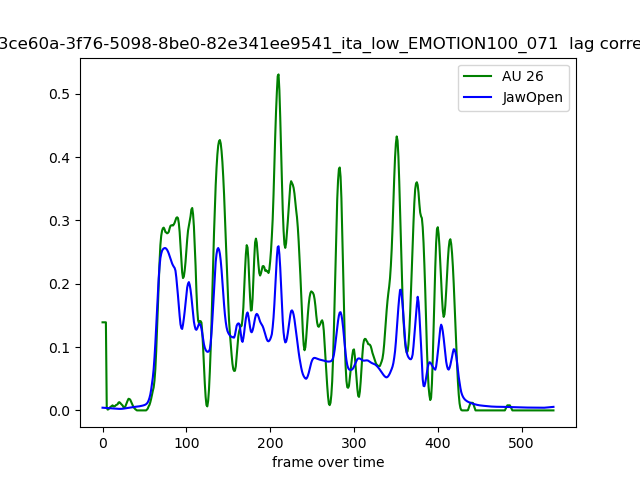 3ce60a-3f76-5098-8be0-82e341ee9541_ita_low_EMOTION100_071 lag corre
AU 26
JawOpen
0.5
0.4
0.3
0.2
0.1
0.0
0 100 200 300 400 500
frame over time